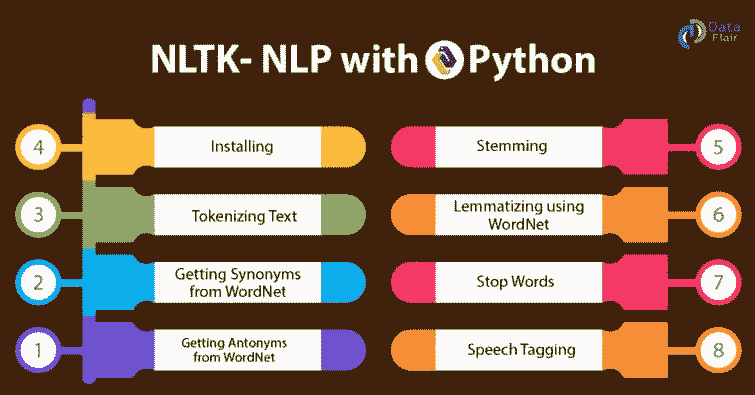 Data
Flair
NLTK- NLP with Python
4
Installing
3
Tokenizing Text
2
Getting Synonyms
from WordNet
1
Getting Antonyms
from WordNet
Stemming
5
Lemmatizing using
WordNet
6
Stop Words
7
Speech Tagging
8